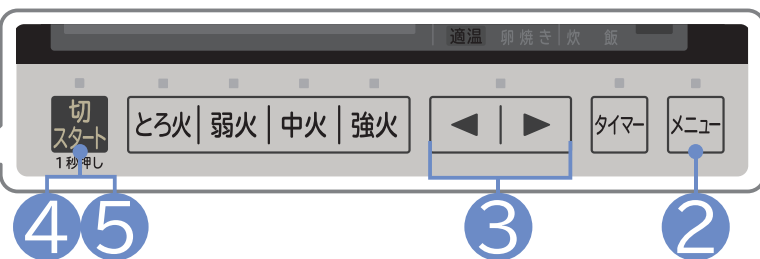 適温 卵焼き 炊 飯
切
スタート
1秒押し
とろ火 弱火 中火 強火
◀ ▶
タイマー
メニュー
4 5
3
2